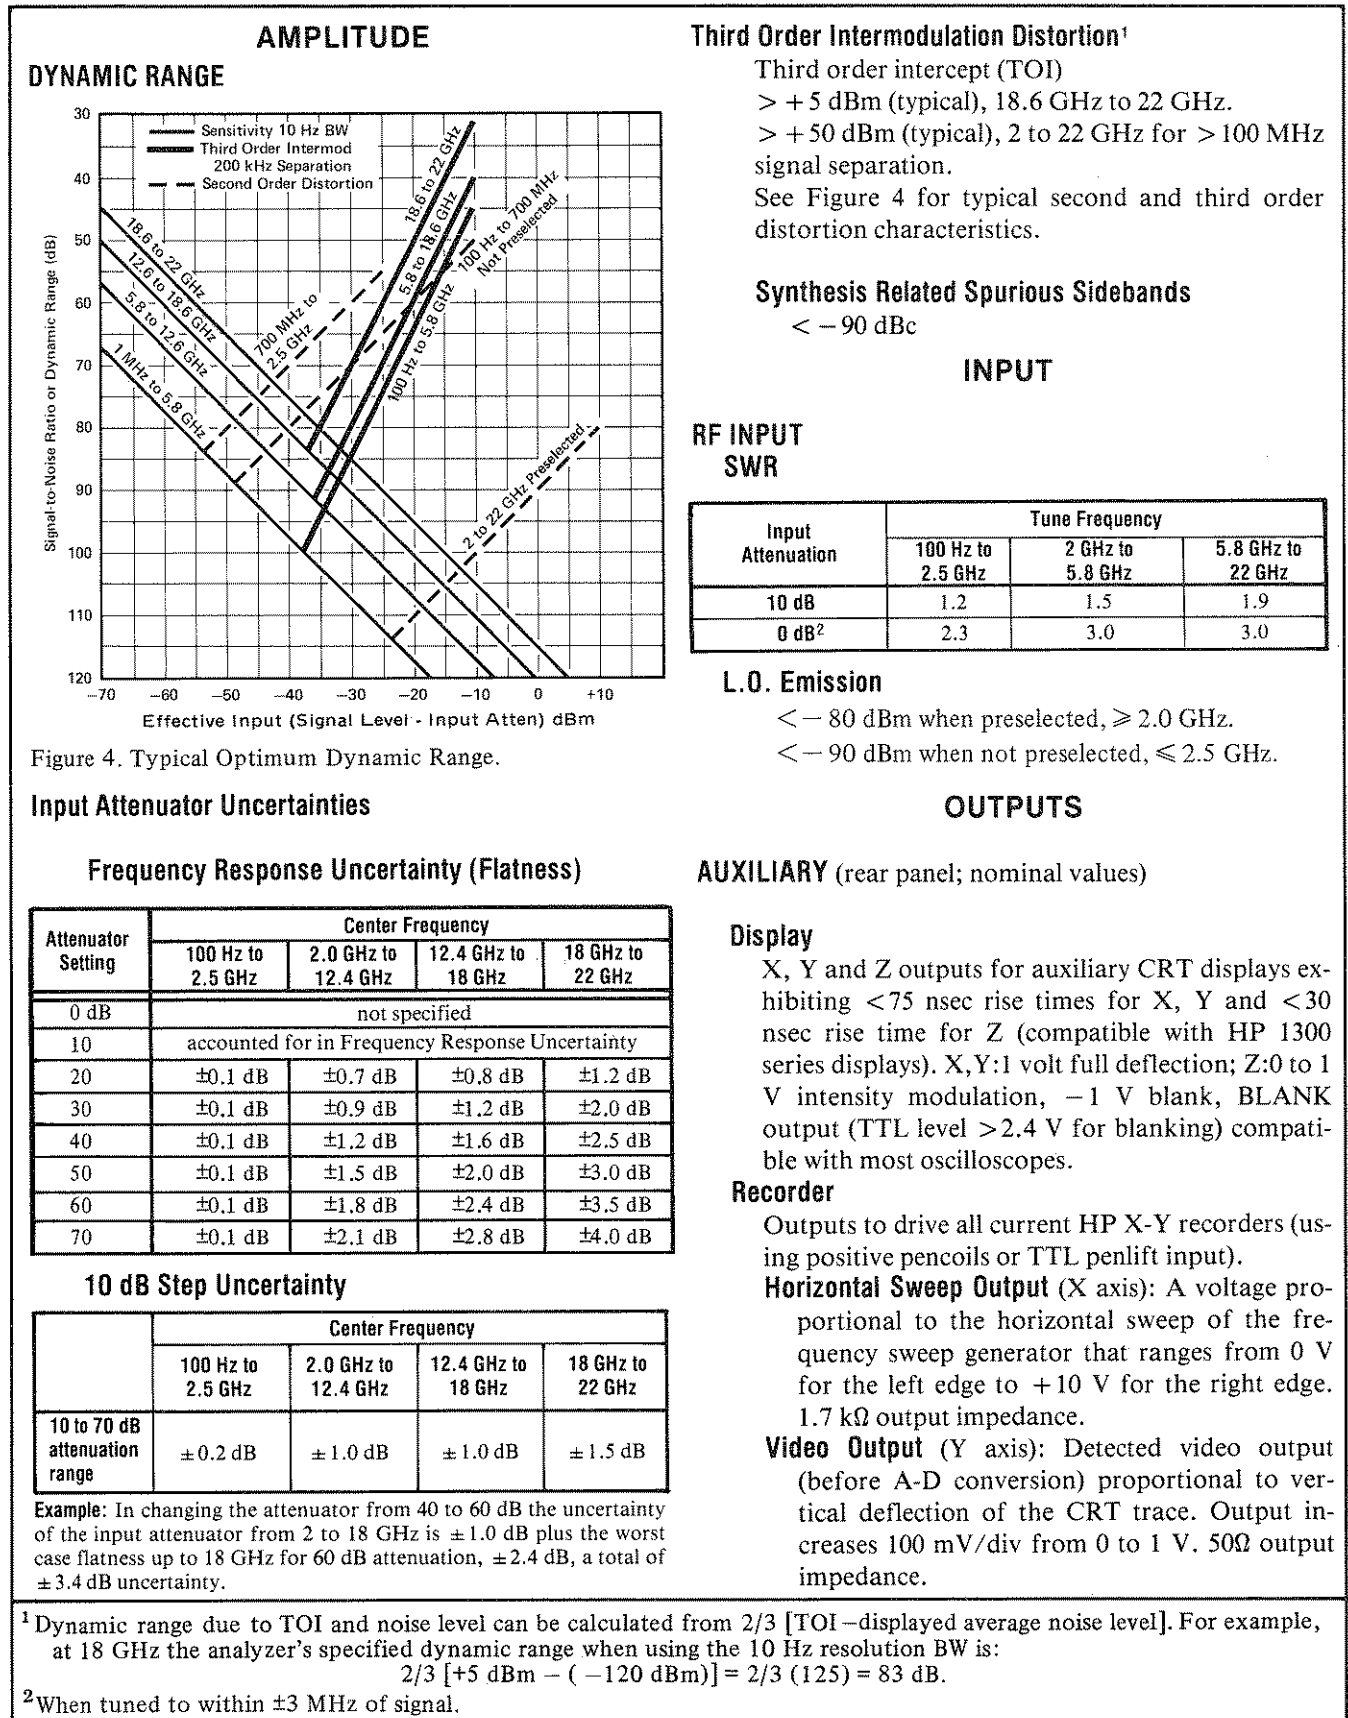 AMPLITUDE
DYNAMIC RANGE
30
40
50
60
70
80
90
100
110
120
Signal-to-Noise Ratio or Dynamic Range (dB)
Sensitivity 10 Hz BW
Third Order Intermod
200 kHz Separation
Second Order Distortion
18.6 to 22 GHz
12.6 to 18.6 GHz
5.8 to 12.6 GHz
1 MHz to 5.8 GHz
700 MHz to
2.5 GHz
18.6 to 22 GHz
5.8 to 18.6 GHz
100 Hz to 5.8 GHz
100 Hz to 700 MHz
Not Preselected
2 to 22 GHz Preselected
−70 −60 −50 −40 −30 −20 −10 0 +10
Effective Input (Signal Level - Input Atten) dBm
Figure 4. Typical Optimum Dynamic Range.
Input Attenuator Uncertainties
Frequency Response Uncertainty (Flatness)
Attenuator
Setting
Center Frequency
100 Hz to
2.5 GHz
2.0 GHz to
12.4 GHz
12.4 GHz to
18 GHz
18 GHz to
22 GHz
0 dB not specified
10 accounted for in Frequency Response Uncertainty
20 ±0.1 dB ±0.7 dB ±0.8 dB ±1.2 dB
30 ±0.1 dB ±0.9 dB ±1.2 dB ±2.0 dB
40 ±0.1 dB ±1.2 dB ±1.6 dB ±2.5 dB
50 ±0.1 dB ±1.5 dB ±2.0 dB ±3.0 dB
60 ±0.1 dB ±1.8 dB ±2.4 dB ±3.5 dB
70 ±0.1 dB ±2.1 dB ±2.8 dB ±4.0 dB
10 dB Step Uncertainty
Center Frequency
100 Hz to
2.5 GHz
2.0 GHz to
12.4 GHz
12.4 GHz to
18 GHz
18 GHz to
22 GHz
10 to 70 dB
attenuation
range
±0.2 dB ±1.0 dB ±1.0 dB ±1.5 dB
Example: In changing the attenuator from 40 to 60 dB the uncertainty
of the input attenuator from 2 to 18 GHz is ±1.0 dB plus the worst
case flatness up to 18 GHz for 60 dB attenuation, ±2.4 dB, a total of
±3.4 dB uncertainty.
Third Order Intermodulation Distortion¹
Third order intercept (TOI)
> +5 dBm (typical), 18.6 GHz to 22 GHz.
> +50 dBm (typical), 2 to 22 GHz for >100 MHz
signal separation.
See Figure 4 for typical second and third order
distortion characteristics.
Synthesis Related Spurious Sidebands
< −90 dBc
INPUT
RF INPUT
SWR
Input
Attenuation
Tune Frequency
100 Hz to
2.5 GHz
2 GHz to
5.8 GHz
5.8 GHz to
22 GHz
10 dB 1.2 1.5 1.9
0 dB² 2.3 3.0 3.0
L.O. Emission
<−80 dBm when preselected, ⩾ 2.0 GHz.
<−90 dBm when not preselected, ⩽ 2.5 GHz.
OUTPUTS
AUXILIARY (rear panel; nominal values)
Display
X, Y and Z outputs for auxiliary CRT displays ex-
hibiting <75 nsec rise times for X, Y and <30
nsec rise time for Z (compatible with HP 1300
series displays). X,Y:1 volt full deflection; Z:0 to 1
V intensity modulation, −1 V blank, BLANK
output (TTL level >2.4 V for blanking) compati-
ble with most oscilloscopes.
Recorder
Outputs to drive all current HP X-Y recorders (us-
ing positive pencoils or TTL penlift input).
Horizontal Sweep Output (X axis): A voltage pro-
portional to the horizontal sweep of the fre-
quency sweep generator that ranges from 0 V
for the left edge to +10 V for the right edge.
1.7 kΩ output impedance.
Video Output (Y axis): Detected video output
(before A-D conversion) proportional to ver-
tical deflection of the CRT trace. Output in-
creases 100 mV/div from 0 to 1 V. 50Ω output
impedance.
¹Dynamic range due to TOI and noise level can be calculated from 2/3 [TOI−displayed average noise level]. For example,
at 18 GHz the analyzer's specified dynamic range when using the 10 Hz resolution BW is:
2/3 [+5 dBm − ( −120 dBm)] = 2/3 (125) = 83 dB.
²When tuned to within ±3 MHz of signal.